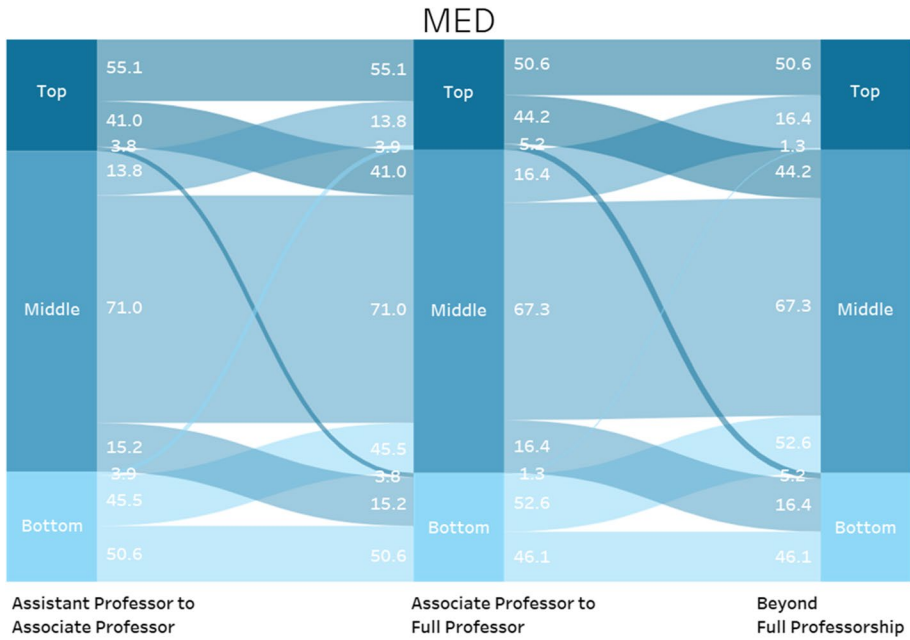 MED
Top 55.1 55.1 Top 50.6 50.6 Top
41.0 13.8 44.2 16.4
3.8 3.9 5.2 1.3
13.8 41.0 16.4 44.2
Middle 71.0 71.0 Middle 67.3 67.3 Middle
15.2 45.5 16.4 52.6
3.9 3.8 1.3 5.2
45.5 15.2 52.6 16.4
Bottom Bottom Bottom
50.6 50.6 46.1 46.1
Assistant Professor to Associate Professor to Beyond
Associate Professor Full Professor Full Professorship